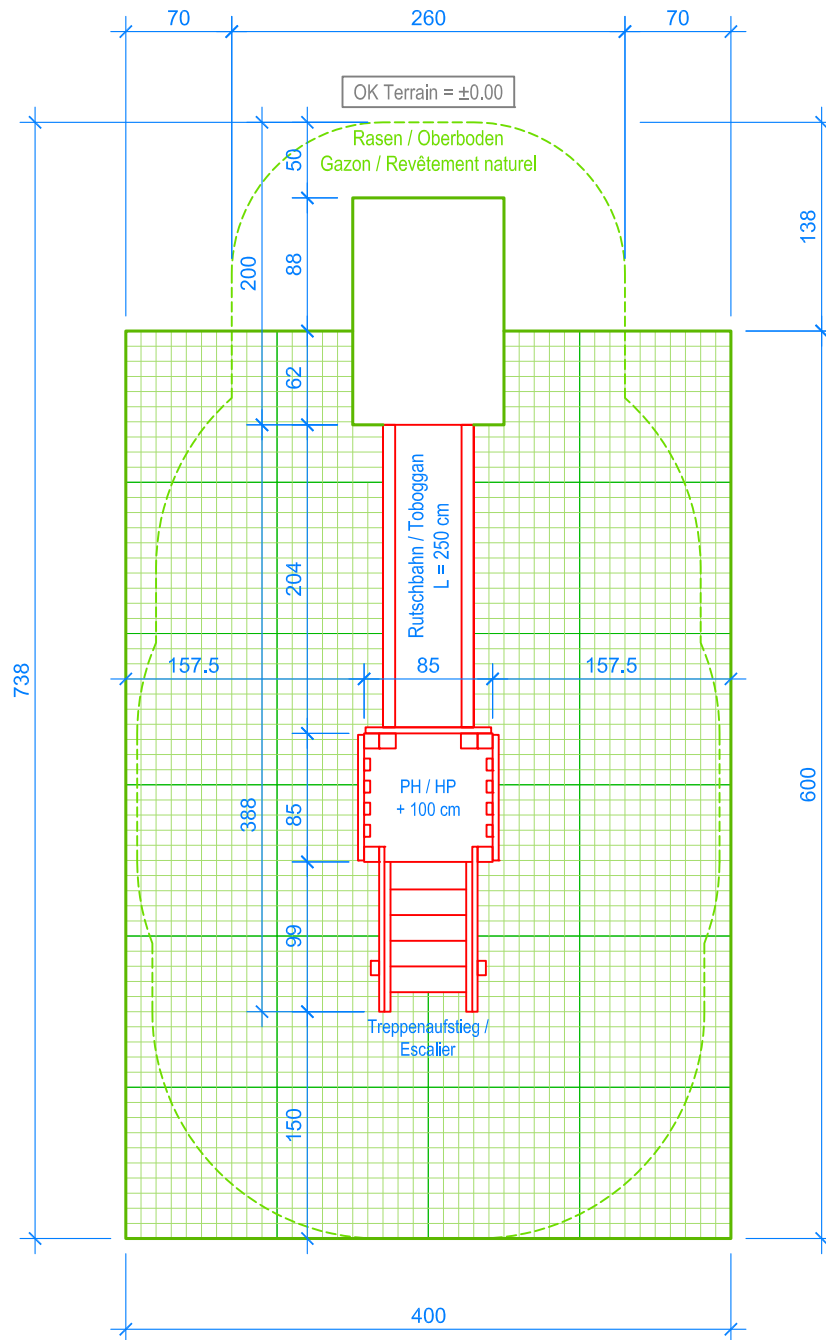 70
260
70
OK Terrain = ±0.00
Rasen / Oberboden
Gazon / Revêtement naturel
50
138
88
200
62
Rutschbahn / Toboggan
L = 250 cm
204
738
157.5
85
157.5
PH / HP
+ 100 cm
388
85
600
99
Treppenaufstieg /
Escalier
150
400